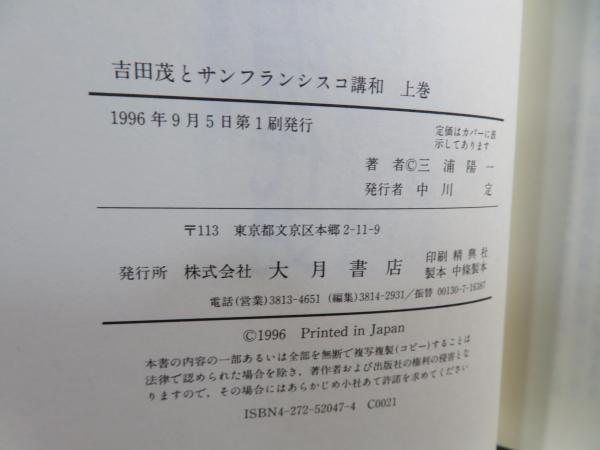 吉田茂とサンフランシスコ講和 上巻
1996年9月5日第1刷発行
定価はカバーに表
示してあります
著 者©三 浦 陽 一
発行者 中 川 定
〒113 東京都文京区本郷2-11-9
発行所 株式会社 大 月 書 店
印刷 精 興 社
製本 中條製本
電話(営業)3813-4651 (編集)3814-2931/振替 00130-7-16387
©1996 Printed in Japan
本書の内容の一部あるいは全部を無断で複写複製(コピー)することは
法律で認められた場合を除き,著作者および出版社の権利の侵害とな
りますので,その場合にはあらかじめ小社あて許諾を求めてください
ISBN4-272-52047-4 C0021